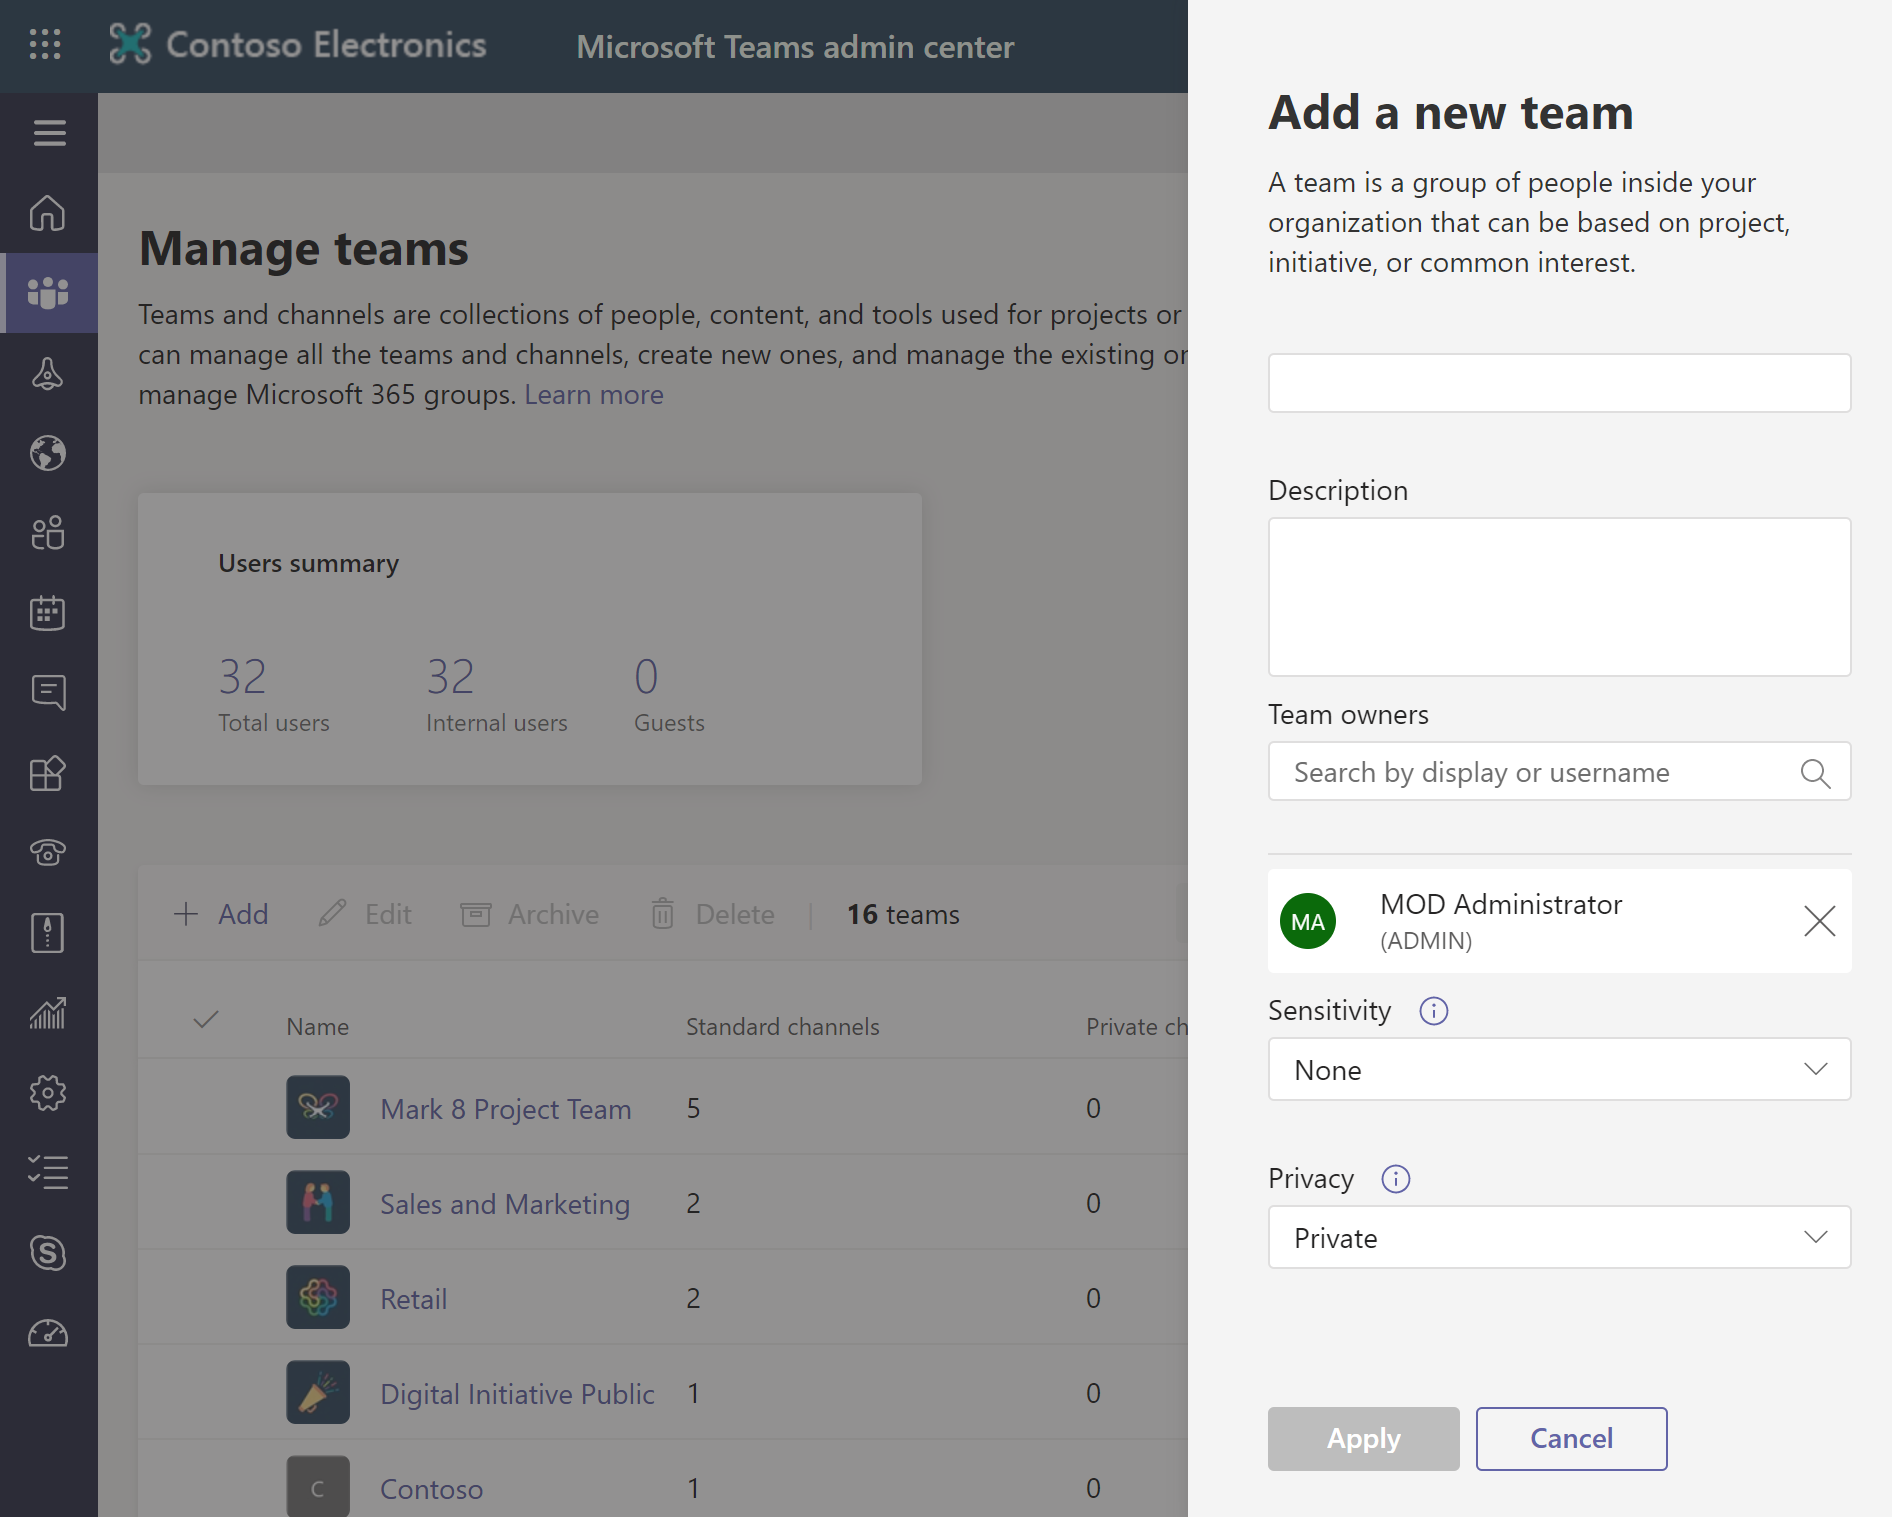 Contoso Electronics
Microsoft Teams admin center
Manage teams
Teams and channels are collections of people, content, and tools used for projects or
can manage all the teams and channels, create new ones, and manage the existing
manage Microsoft 365 groups. Learn more
Users summary
32 32 0
Total users Internal users Guests
Add Edit Archive Delete | 16 teams
Name Standard channels Private ch
Mark 8 Project Team 5 0
Sales and Marketing 2 0
Retail 2 0
Digital Initiative Public 1 0
C Contoso 1 0
Add a new team
A team is a group of people inside your
organization that can be based on project,
initiative, or common interest.
Description
Team owners
Search by display or username
MA MOD Administrator
(ADMIN)
Sensitivity
None
Privacy
Private
Apply Cancel